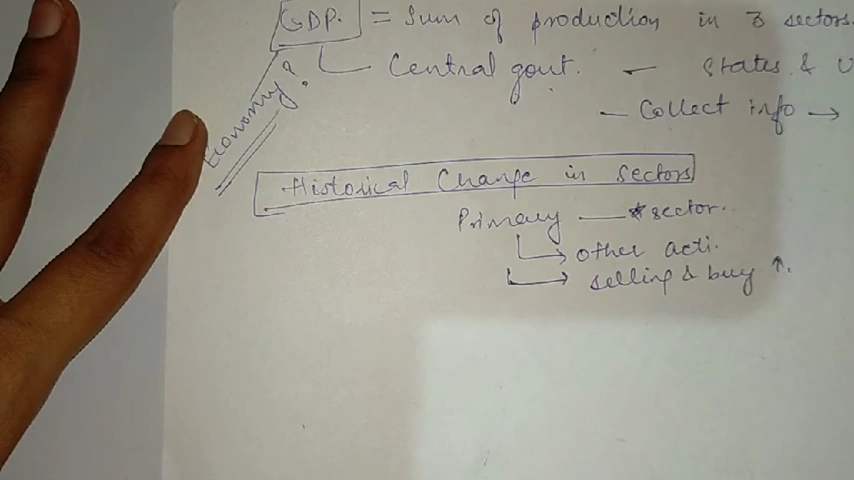 GDP. = Sum of production in 3 sectors.
Central govt. — States & U
— Collect info →
Economy?
Historical Change in Sectors
Primary — * sector.
→ other acti.
→ selling & buy ↑.